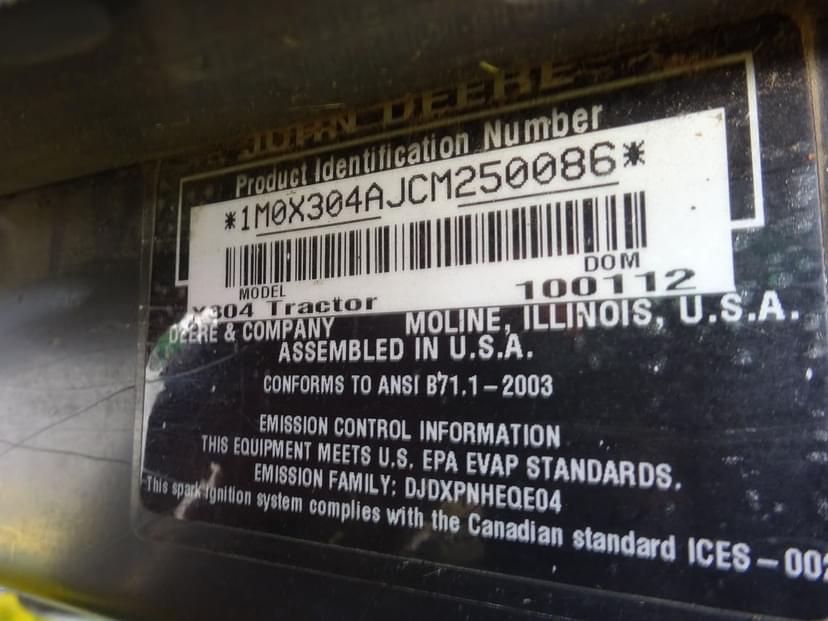 JOHN DEERE
Product Identification Number
*1M0X304AJCM250086*
MODEL DOM
X304 Tractor 100112
DEERE & COMPANY MOLINE, ILLINOIS, U.S.A.
ASSEMBLED IN U.S.A.
CONFORMS TO ANSI B71.1-2003
EMISSION CONTROL INFORMATION
THIS EQUIPMENT MEETS U.S. EPA EVAP STANDARDS.
EMISSION FAMILY: DJDXPNHEQE04
This spark ignition system complies with the Canadian standard ICES-002